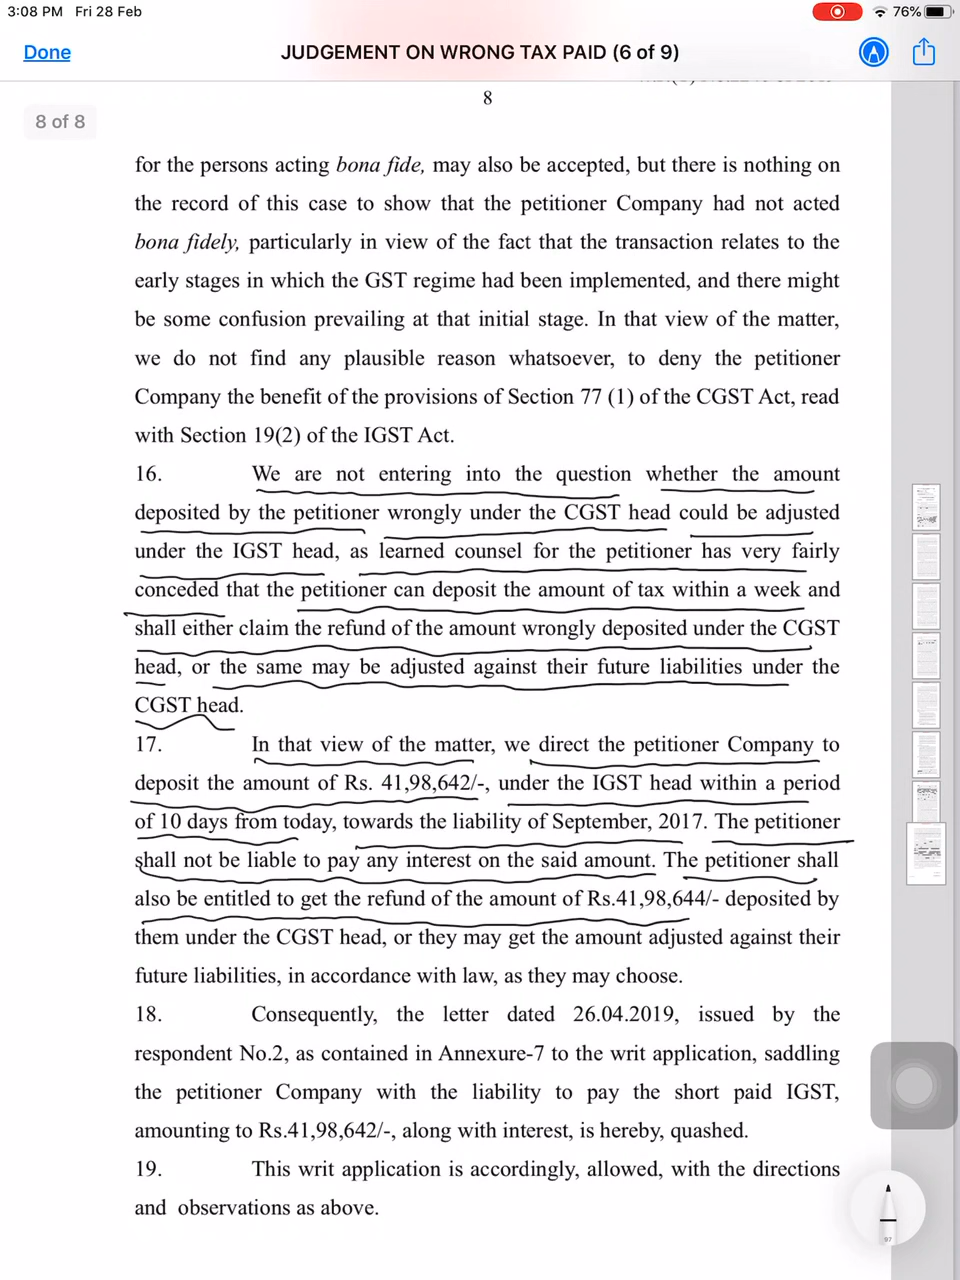 3:08 PM Fri 28 Feb
76%
Done
JUDGEMENT ON WRONG TAX PAID (6 of 9)
8
8 of 8
for the persons acting bona fide, may also be accepted, but there is nothing on
the record of this case to show that the petitioner Company had not acted
bona fidely, particularly in view of the fact that the transaction relates to the
early stages in which the GST regime had been implemented, and there might
be some confusion prevailing at that initial stage. In that view of the matter,
we do not find any plausible reason whatsoever, to deny the petitioner
Company the benefit of the provisions of Section 77 (1) of the CGST Act, read
with Section 19(2) of the IGST Act.
16. We are not entering into the question whether the amount
deposited by the petitioner wrongly under the CGST head could be adjusted
under the IGST head, as learned counsel for the petitioner has very fairly
conceded that the petitioner can deposit the amount of tax within a week and
shall either claim the refund of the amount wrongly deposited under the CGST
head, or the same may be adjusted against their future liabilities under the
CGST head.
17. In that view of the matter, we direct the petitioner Company to
deposit the amount of Rs. 41,98,642/-, under the IGST head within a period
of 10 days from today, towards the liability of September, 2017. The petitioner
shall not be liable to pay any interest on the said amount. The petitioner shall
also be entitled to get the refund of the amount of Rs.41,98,644/- deposited by
them under the CGST head, or they may get the amount adjusted against their
future liabilities, in accordance with law, as they may choose.
18. Consequently, the letter dated 26.04.2019, issued by the
respondent No.2, as contained in Annexure-7 to the writ application, saddling
the petitioner Company with the liability to pay the short paid IGST,
amounting to Rs.41,98,642/-, along with interest, is hereby, quashed.
19. This writ application is accordingly, allowed, with the directions
and observations as above.
97